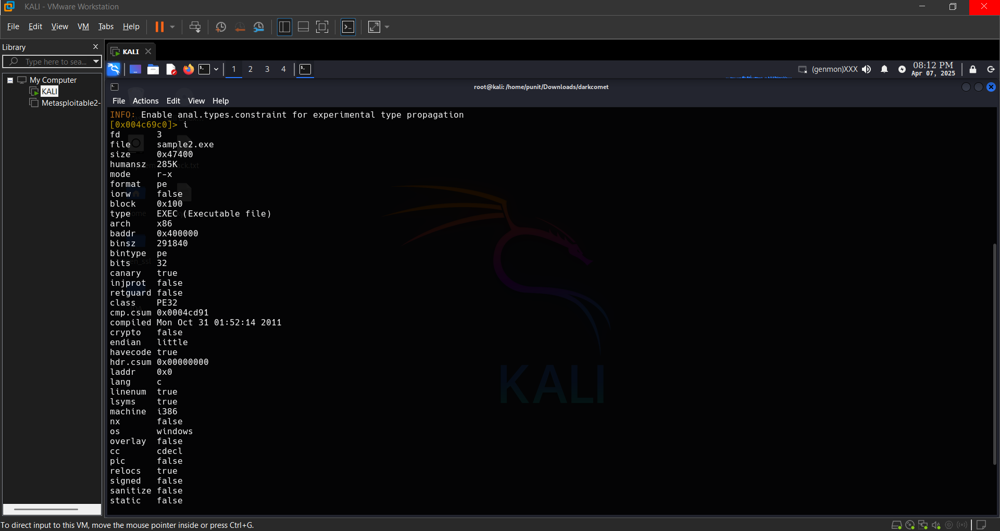 KALI - VMware Workstation
File Edit View VM Tabs Help
Library X
Type here to sea...
My Computer
KALI
Metasploitable2-
KALI
1 2 3 4
(genmon)XXX
08:12 PM
Apr 07, 2025
root@kali: /home/punit/Downloads/darkcomet
File Actions Edit View Help
INFO: Enable anal.types.constraint for experimental type propagation
[0x004c69c0]> i
fd 3
file sample2.exe
size 0x47400
humansz 285K
mode r-x
format pe
iorw false
block 0x100
type EXEC (Executable file)
arch x86
baddr 0x400000
binsz 291840
bintype pe
bits 32
canary true
injprot false
retguard false
class PE32
cmp.csum 0x0004cd91
compiled Mon Oct 31 01:52:14 2011
crypto false
endian little
havecode true
hdr.csum 0x00000000
laddr 0x0
lang c
linenum true
lsyms true
machine i386
nx false
os windows
overlay false
cc cdecl
pic false
relocs true
signed false
sanitize false
static false
KALI
To direct input to this VM, move the mouse pointer inside or press Ctrl+G.